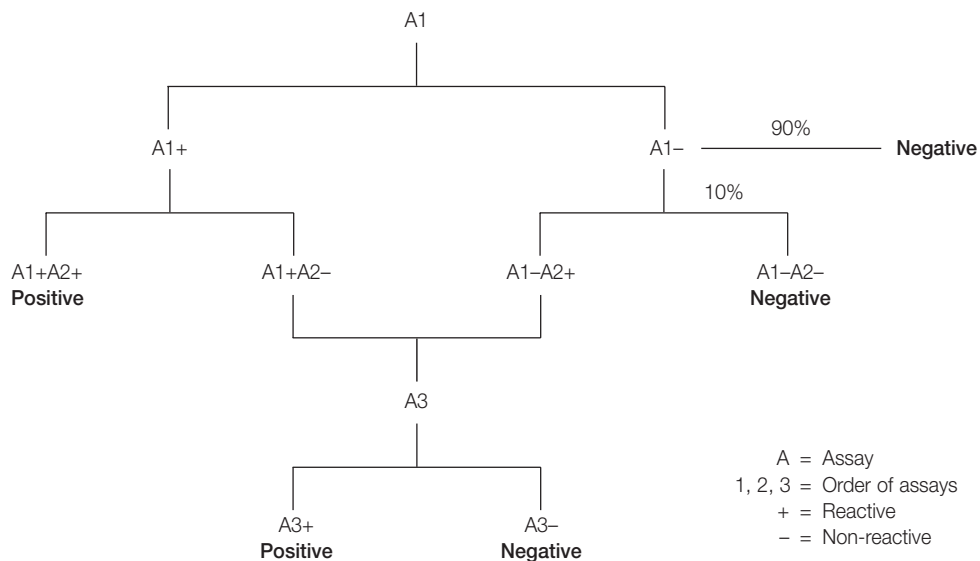 A1
90%
A1+
A1–
Negative
10%
A1+A2+
A1+A2–
A1–A2+
A1–A2–
Positive
Negative
A3
A = Assay
1, 2, 3 = Order of assays
+ = Reactive
– = Non-reactive
A3+
A3–
Positive
Negative